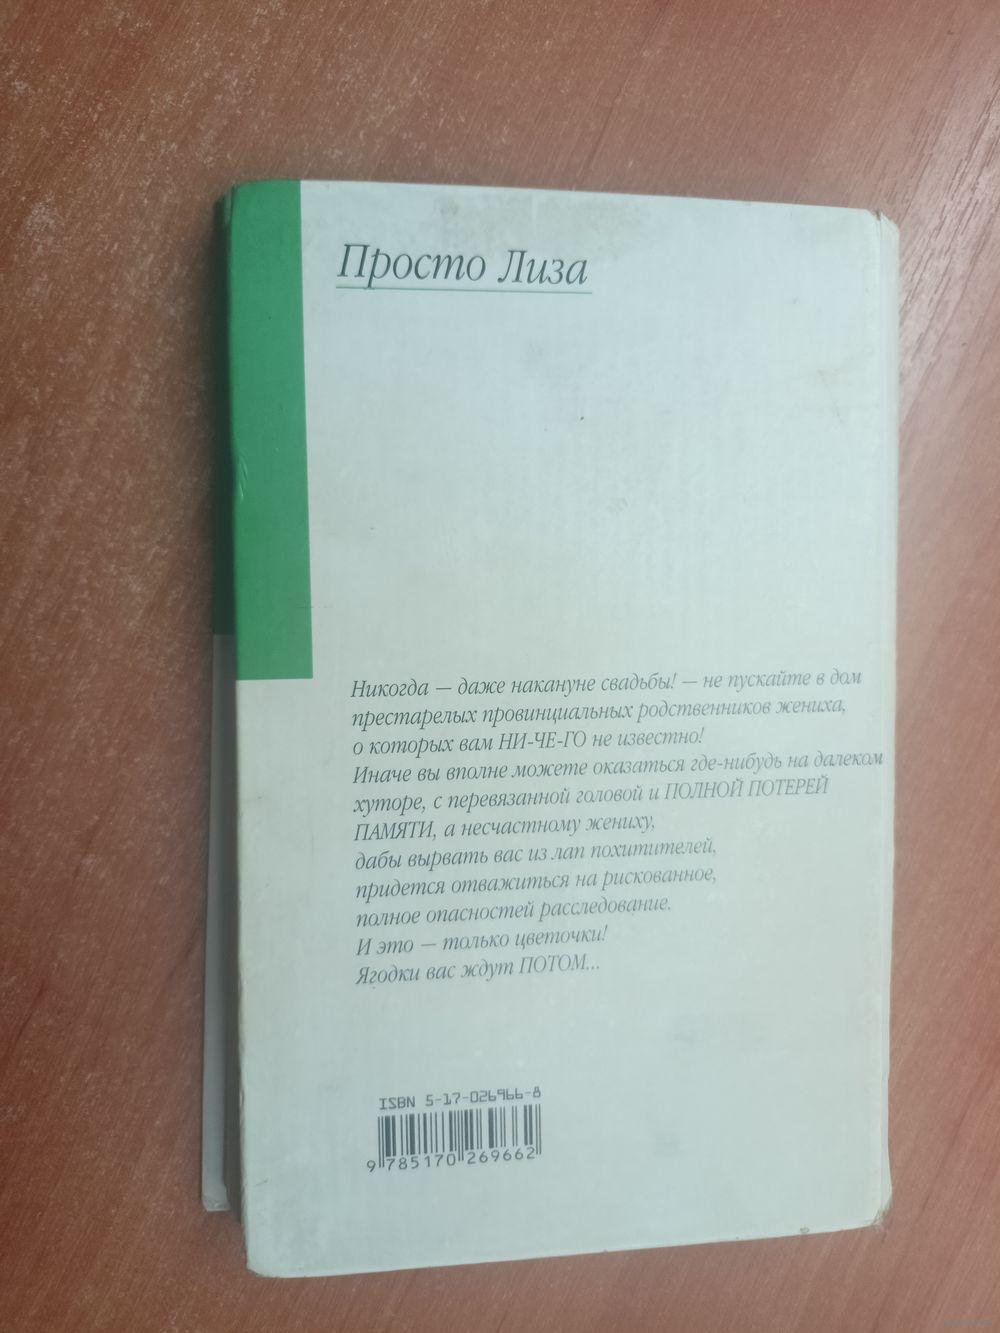 Просто Лиза
Никогда — даже накануне свадьбы! — не пускайте в дом
престарелых провинциальных родственников жениха,
о которых вам НИ-ЧЕ-ГО не известно!
Иначе вы вполне можете оказаться где-нибудь на далеком
хуторе, с перевязанной головой и ПОЛНОЙ ПОТЕРЕЙ
ПАМЯТИ, а несчастному жениху,
дабы вырвать вас из лап похитителей,
придется отважиться на рискованное,
полное опасностей расследование.
И это — только цветочки!
Ягодки вас ждут ПОТОМ...
ISBN 5-17-026966-8
9 785170 269662